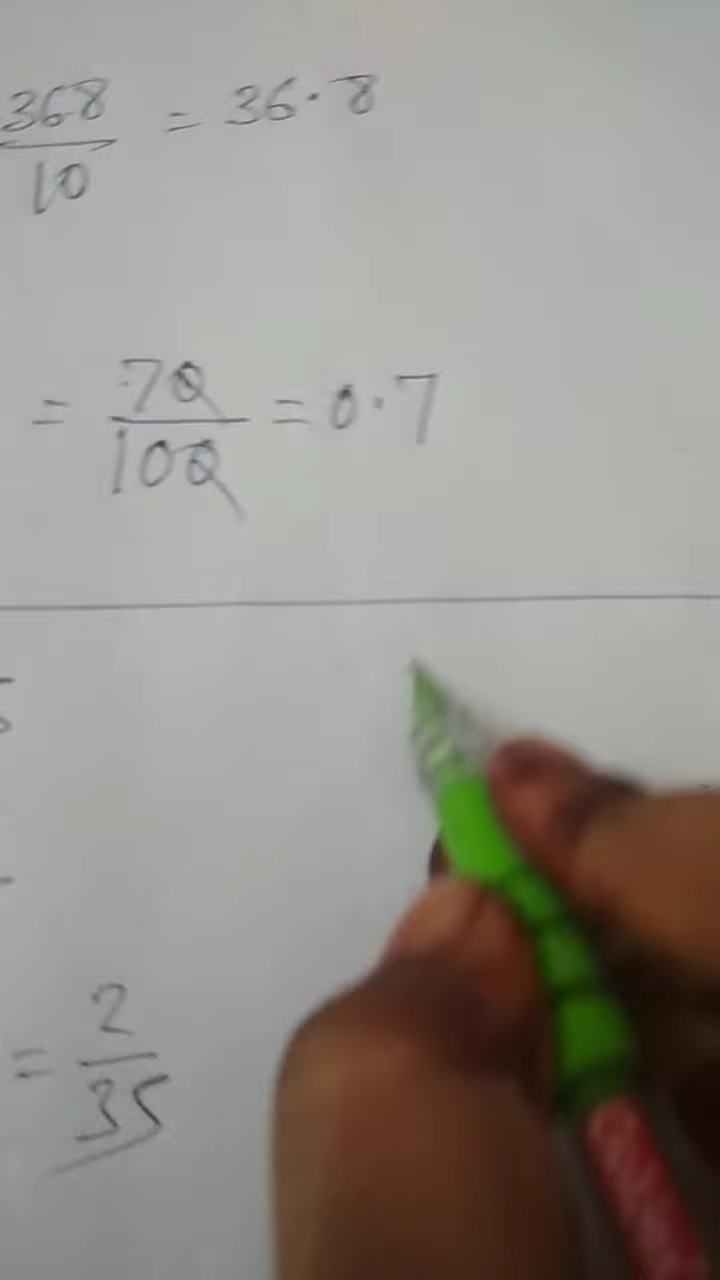 368/10 = 36.8
= 70/100 = 0.7
= 2/35